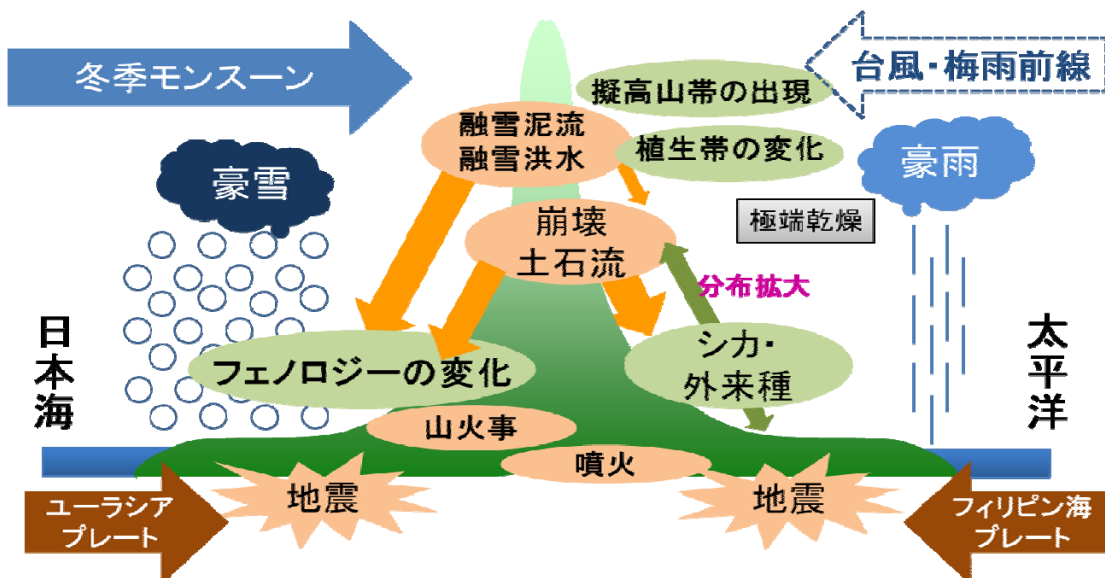 冬季モンスーン
台風・梅雨前線
擬高山帯の出現
融雪泥流
融雪洪水
植生帯の変化
豪雪
豪雨
極端乾燥
崩壊
土石流
分布拡大
日本海
太平洋
フェノロジーの変化
シカ・
外来種
山火事
噴火
地震
地震
ユーラシア
プレート
フィリピン海
プレート